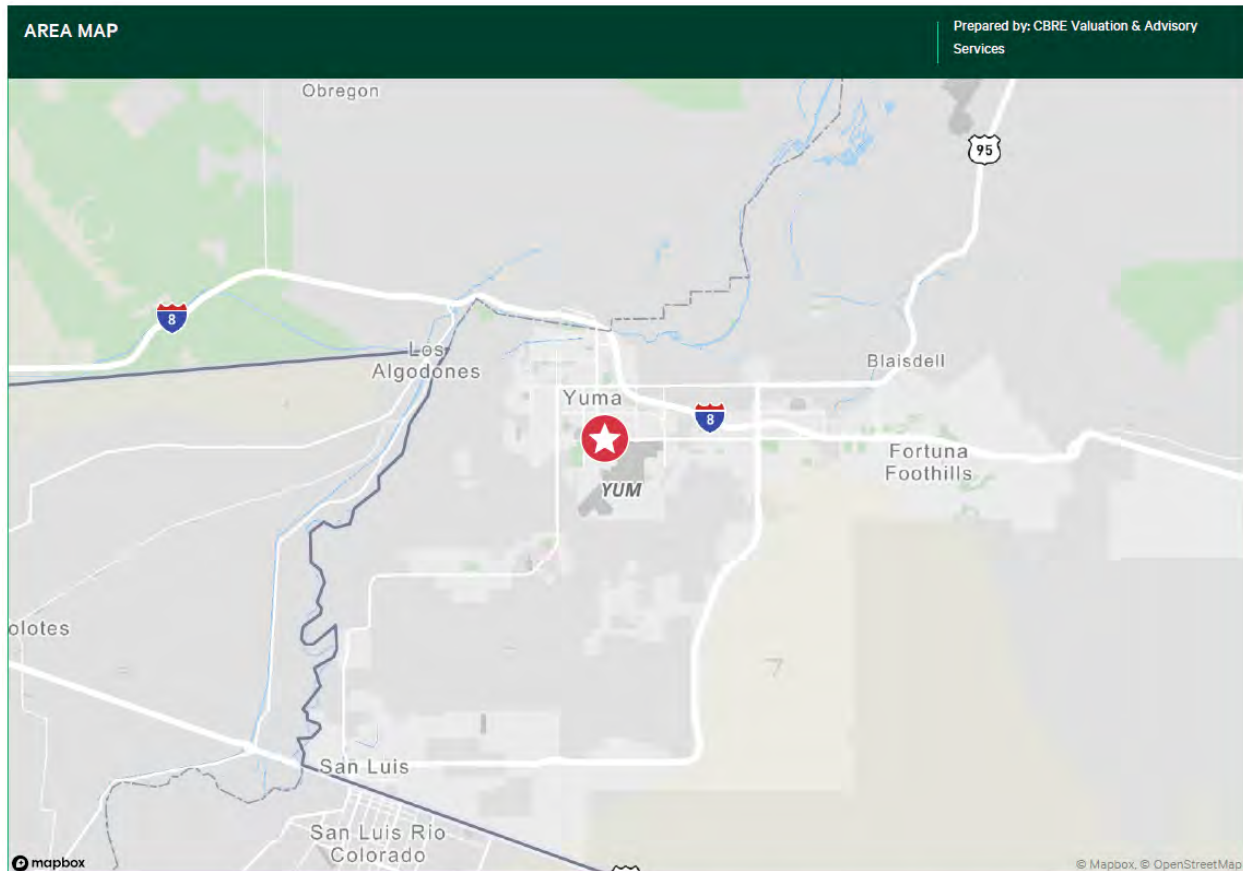 AREA MAP
Prepared by: CBRE Valuation & Advisory
Services
Obregon
95
8
Los
Algodones
Blaisdell
Yuma
8
Fortuna
Foothills
YUM
olotes
San Luis
San Luis Rio
Colorado
mapbox
© Mapbox, © OpenStreetMap